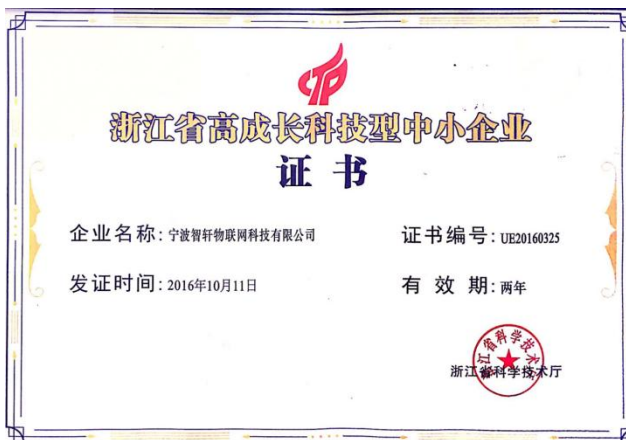 浙江省高成长科技型中小企业
证书
企业名称：宁波智轩物联网科技有限公司
证书编号：UE20160325
发证时间：2016年10月11日
有效期：两年
浙江省科学技术厅